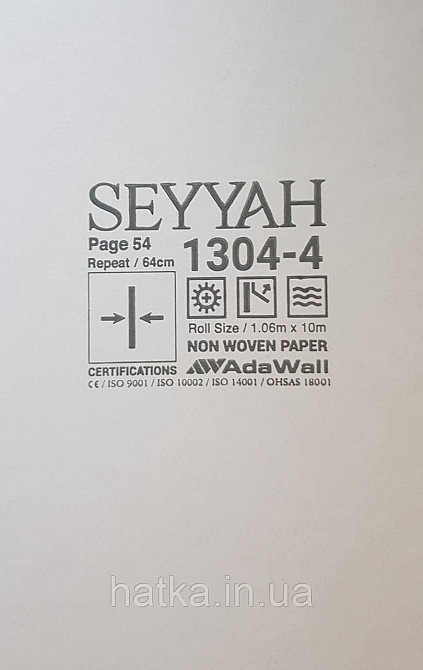 SEYYAH
Page 54
Repeat / 64cm
1304-4
Roll Size / 1.06m x 10m
NON WOVEN PAPER
CERTIFICATIONS
AdaWall
CE / ISO 9001 / ISO 10002 / ISO 14001 / OHSAS 18001
hatka.in.ua